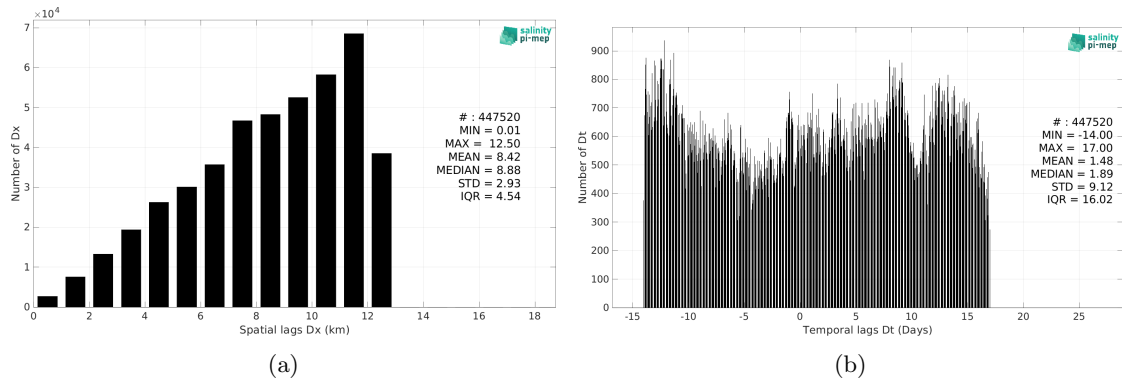 ×10⁴
7
6
5
4
3
2
1
0
Number of Dx
0 2 4 6 8 10 12 14 16 18
Spatial lags Dx (km)
salinity
pi-mep
# : 447520
MIN = 0.01
MAX = 12.50
MEAN = 8.42
MEDIAN = 8.88
STD = 2.93
IQR = 4.54
(a)
900
800
700
600
500
400
300
200
100
0
Number of Dt
-15 -10 -5 0 5 10 15 20 25
Temporal lags Dt (Days)
salinity
pi-mep
# : 447520
MIN = -14.00
MAX = 17.00
MEAN = 1.48
MEDIAN = 1.89
STD = 9.12
IQR = 16.02
(b)